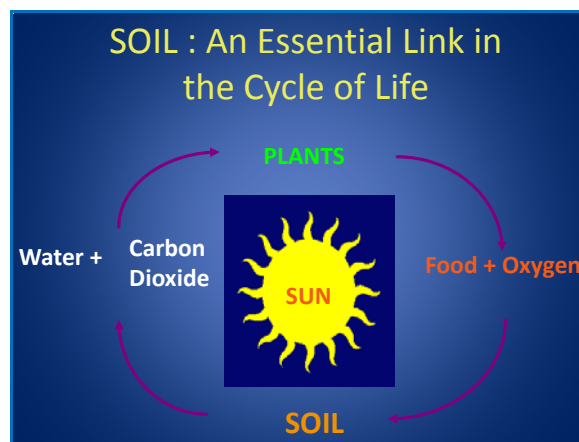 SOIL : An Essential Link in
the Cycle of Life
PLANTS
Water +
Carbon
Dioxide
SUN
Food + Oxygen
SOIL